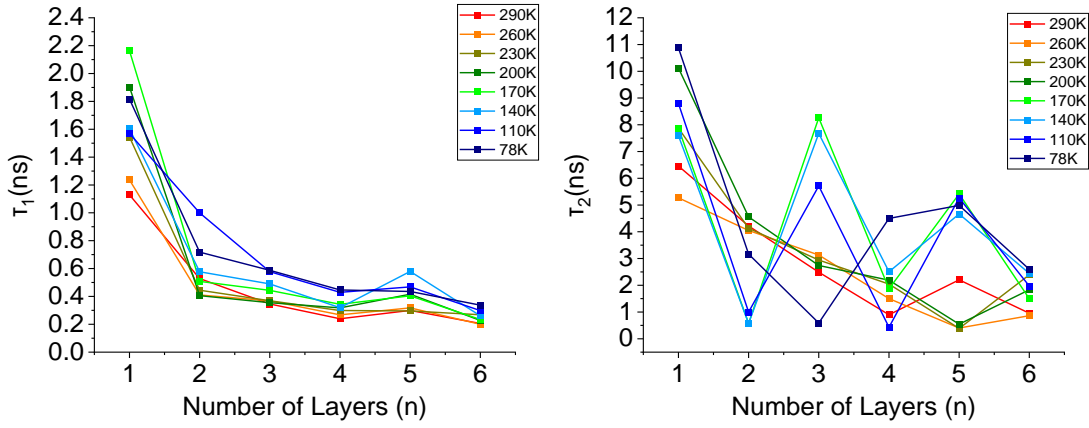 2.4
2.2
2.0
1.8
1.6
1.4
1.2
1.0
0.8
0.6
0.4
0.2
0.0
τ1(ns)
1 2 3 4 5 6
Number of Layers (n)
290K
260K
230K
200K
170K
140K
110K
78K
12
11
10
9
8
7
6
5
4
3
2
1
0
τ2(ns)
1 2 3 4 5 6
Number of Layers (n)
290K
260K
230K
200K
170K
140K
110K
78K